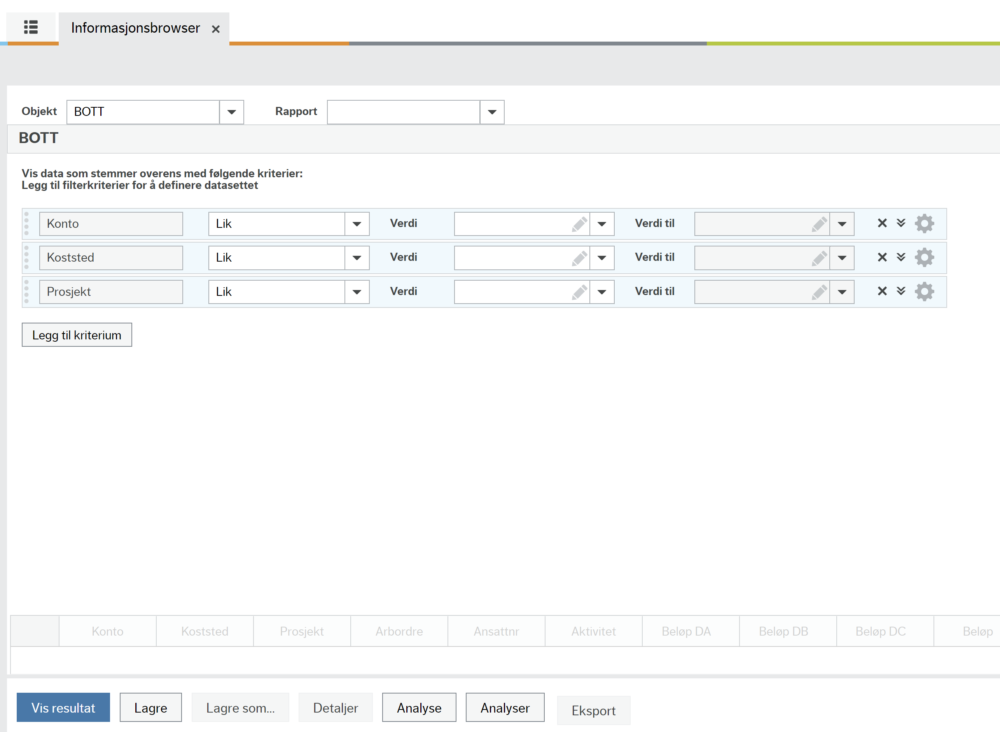 Informasjonsbrowser
Objekt BOTT Rapport
BOTT
Vis data som stemmer overens med følgende kriterier:
Legg til filterkriterier for å definere datasettet
Konto Lik Verdi Verdi til
Koststed Lik Verdi Verdi til
Prosjekt Lik Verdi Verdi til
Legg til kriterium
Konto Koststed Prosjekt Arbordre Ansattnr Aktivitet Beløp DA Beløp DB Beløp DC Beløp
Vis resultat Lagre Lagre som... Detaljer Analyse Analyser Eksport